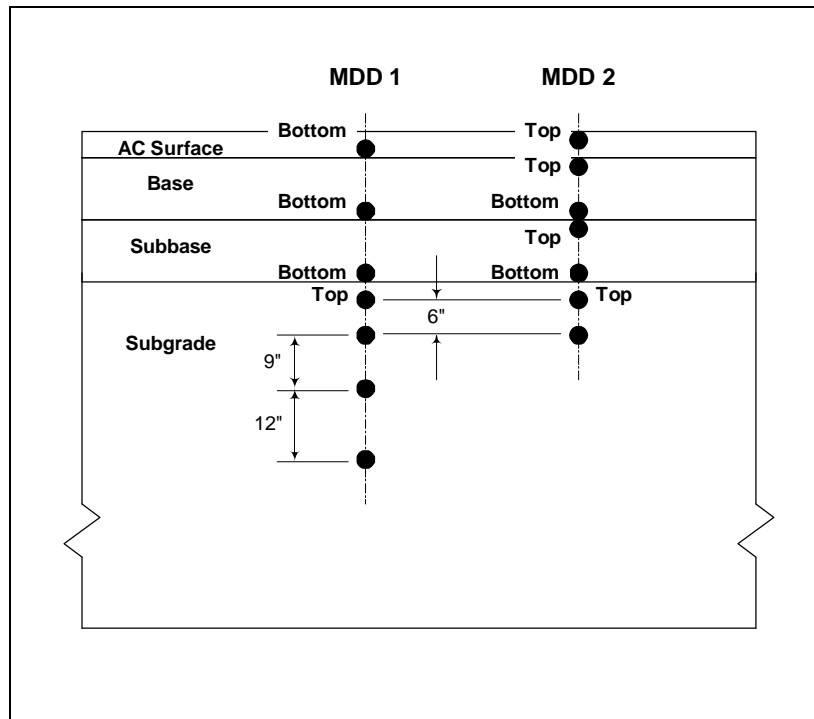 MDD 1
MDD 2
Bottom
Top
AC Surface
Top
Base
Bottom
Bottom
Top
Subbase
Bottom
Bottom
Top
Top
6"
Subgrade
9"
12"